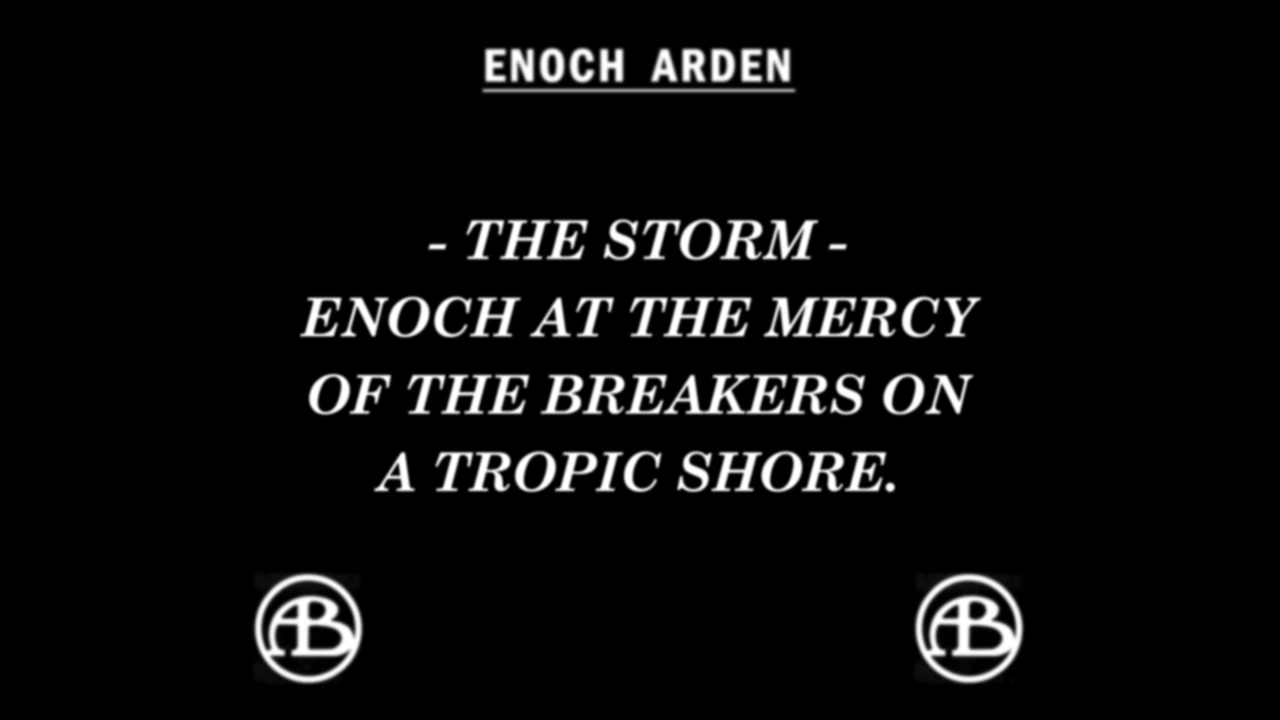 ENOCH ARDEN
- THE STORM -
ENOCH AT THE MERCY
OF THE BREAKERS ON
A TROPIC SHORE.
AB AB